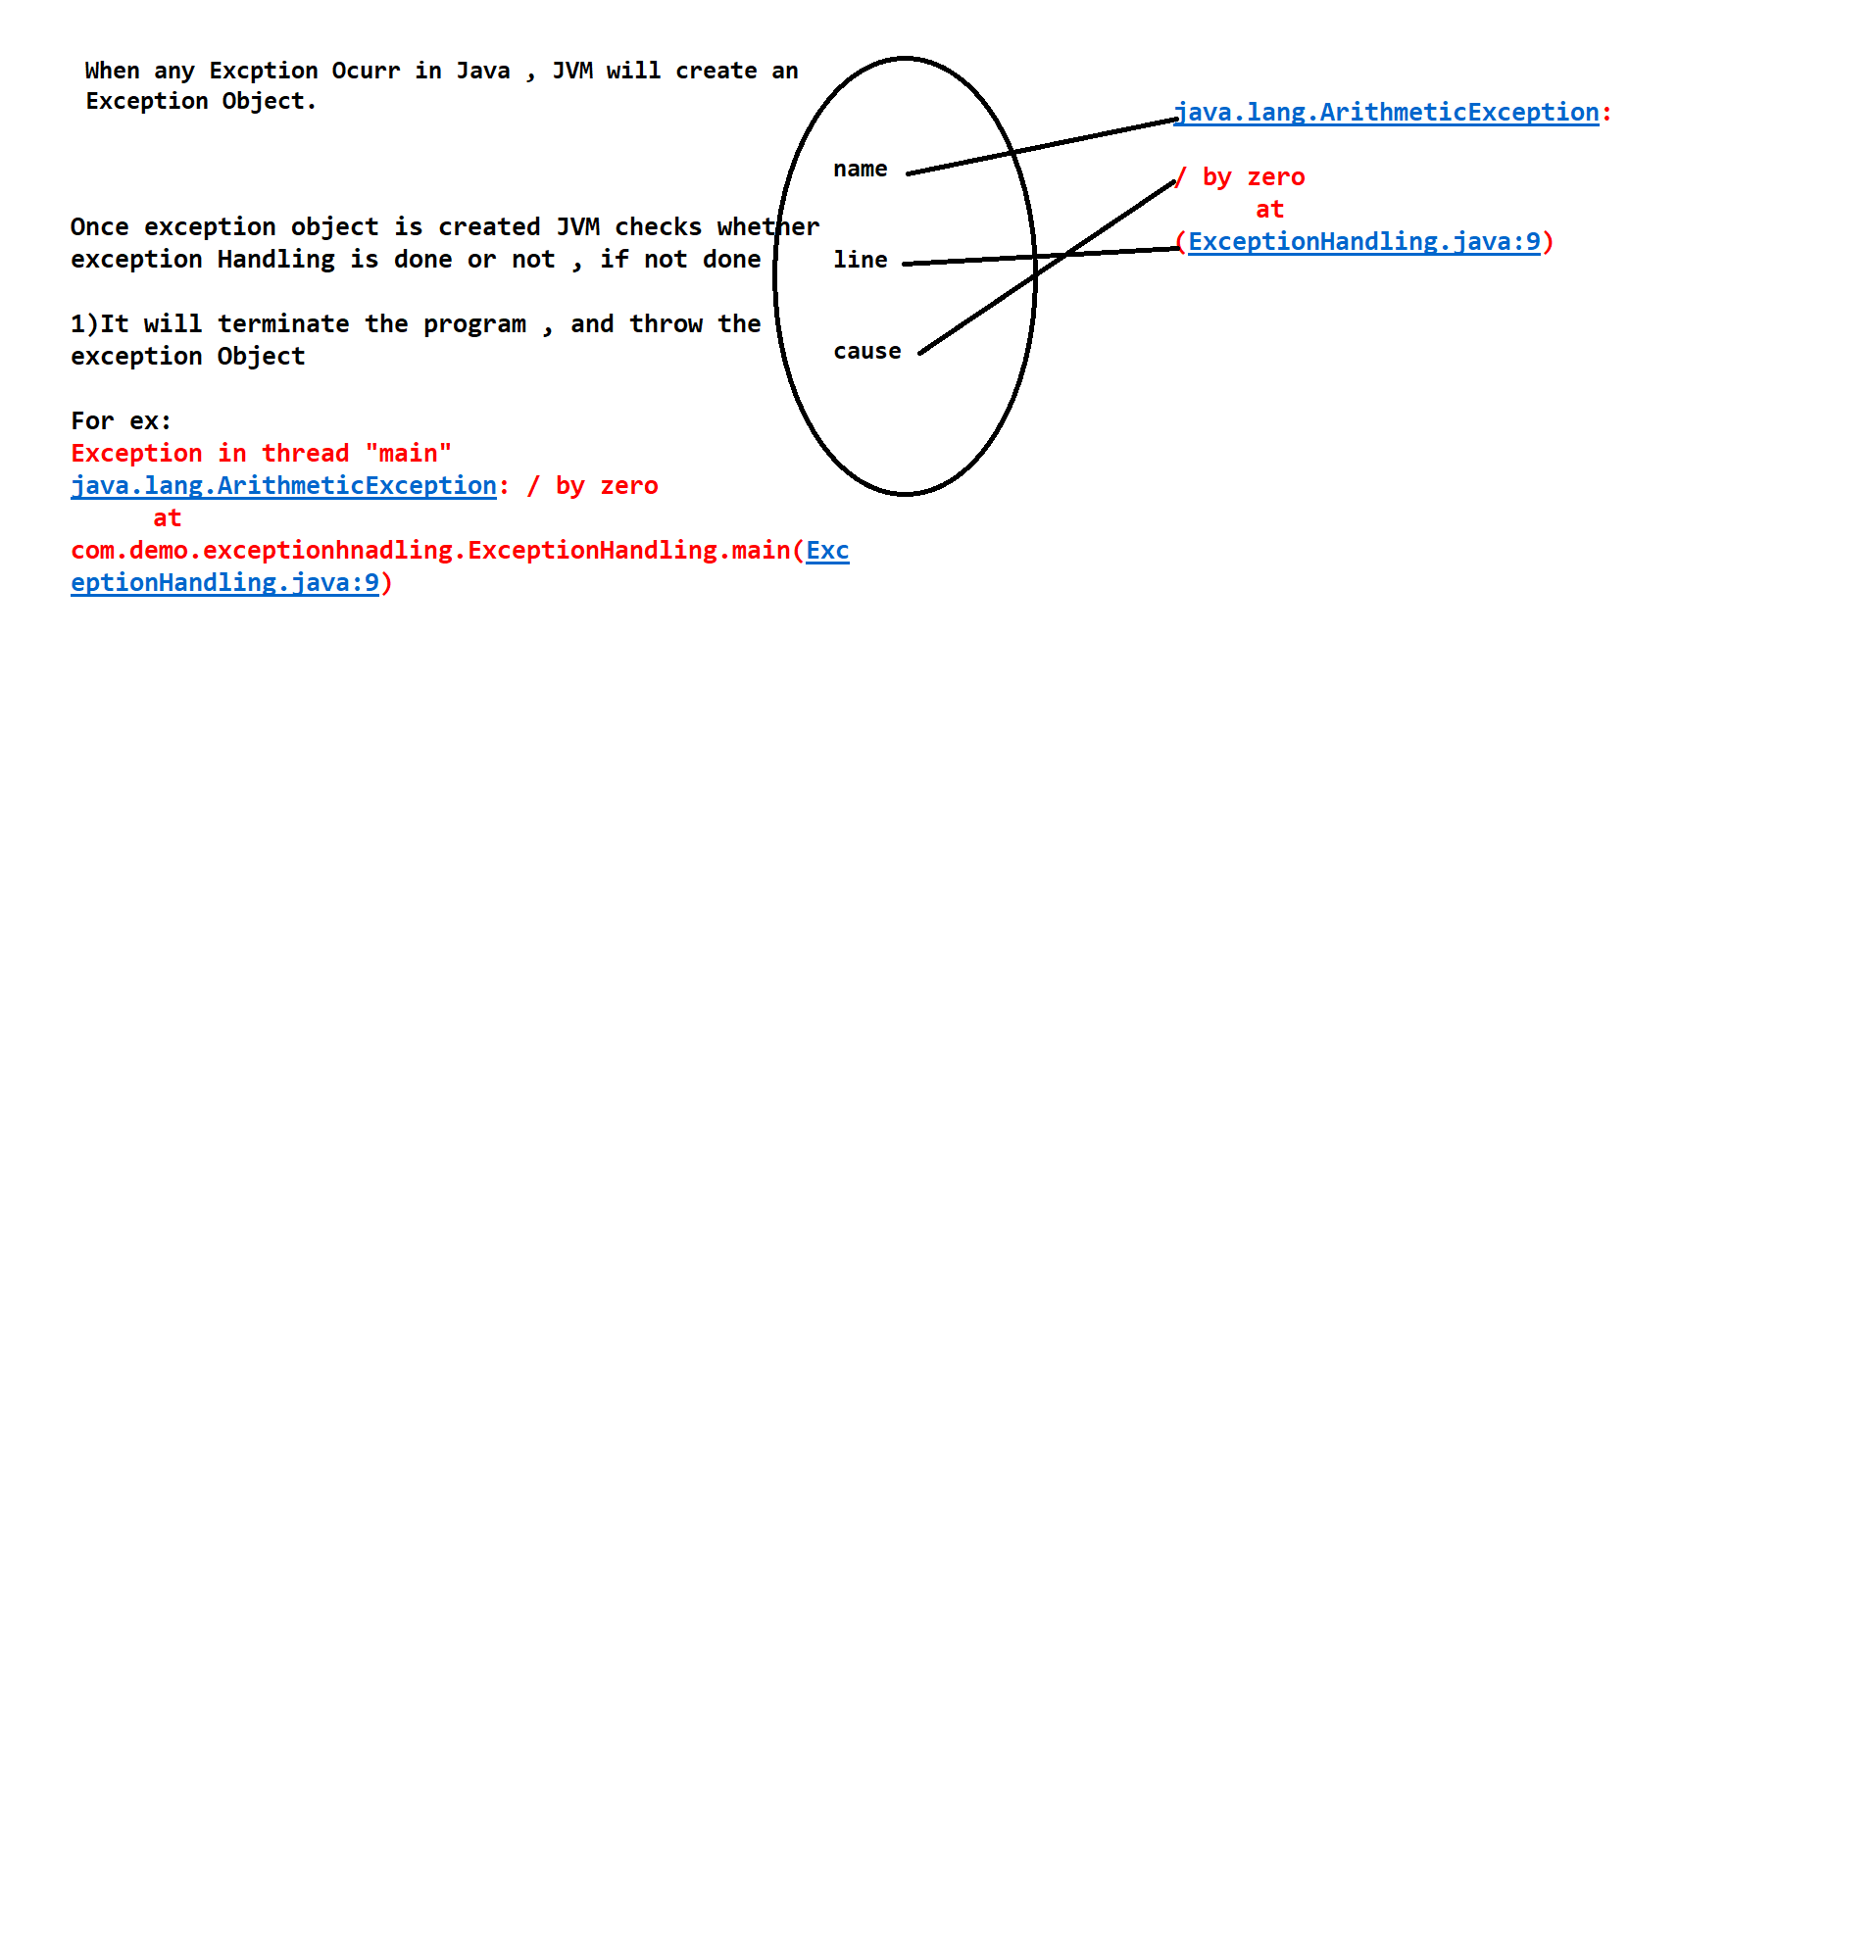 When any Excption Ocurr in Java , JVM will create an
Exception Object.
Once exception object is created JVM checks whether
exception Handling is done or not , if not done
1)It will terminate the program , and throw the
exception Object
For ex:
Exception in thread "main"
java.lang.ArithmeticException: / by zero
at
com.demo.exceptionhnadling.ExceptionHandling.main(Exc
eptionHandling.java:9)
name
line
cause
java.lang.ArithmeticException:
/ by zero
at
(ExceptionHandling.java:9)